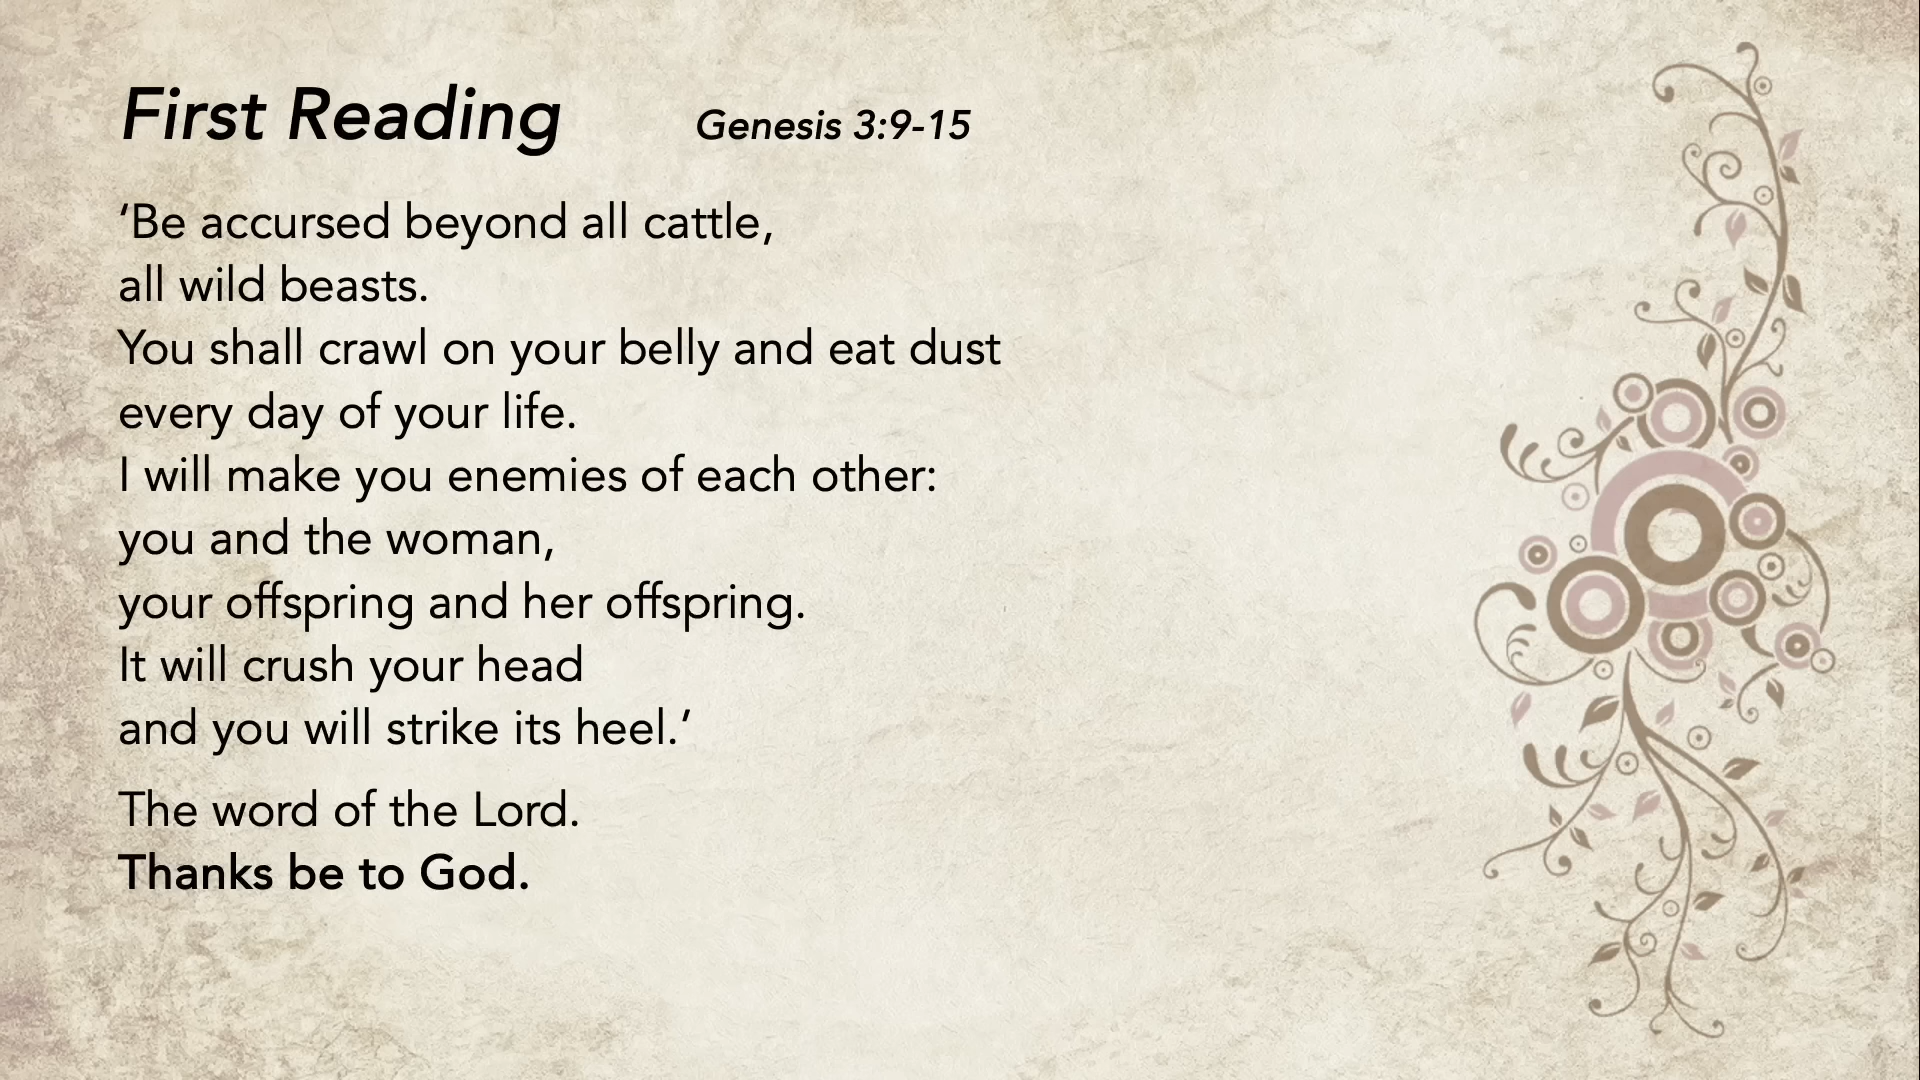 First Reading Genesis 3:9-15
‘Be accursed beyond all cattle,
all wild beasts.
You shall crawl on your belly and eat dust
every day of your life.
I will make you enemies of each other:
you and the woman,
your offspring and her offspring.
It will crush your head
and you will strike its heel.’
The word of the Lord.
Thanks be to God.